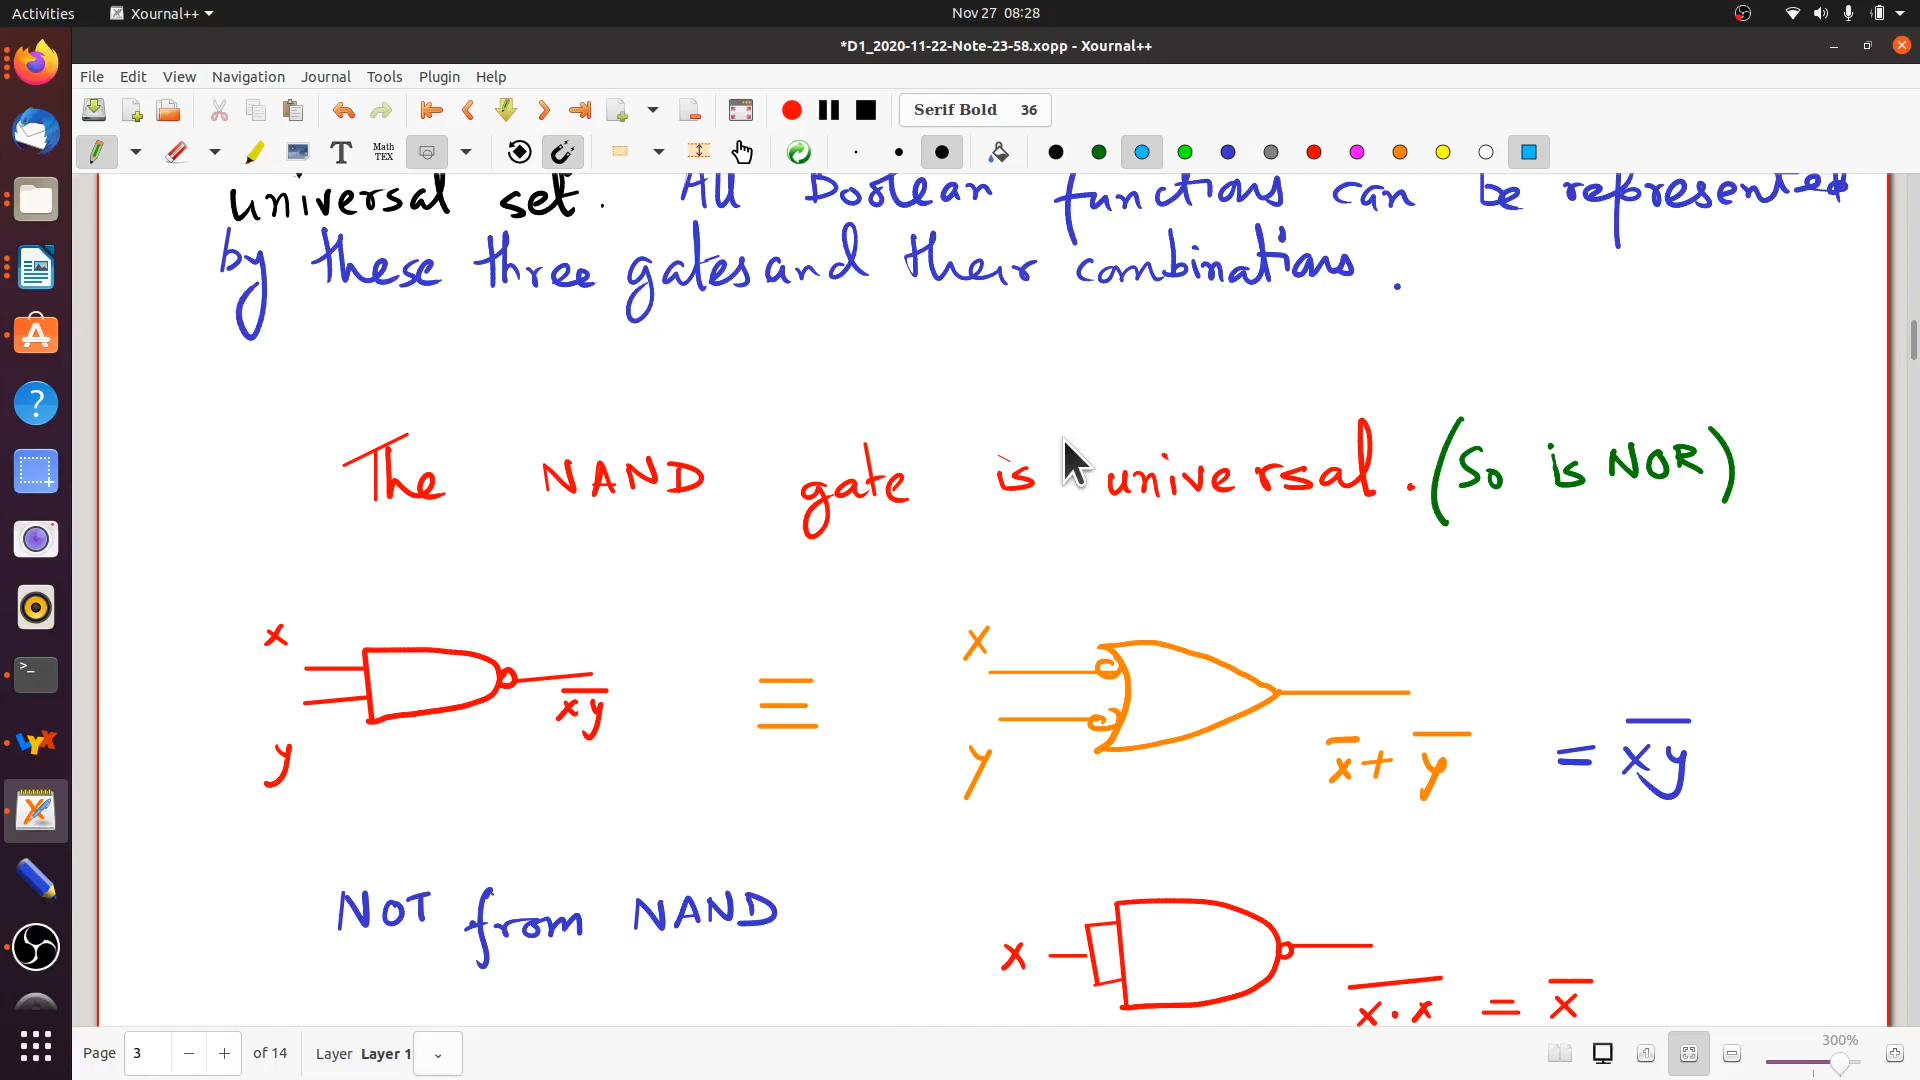 Activities Xournal++ Nov 27 08:28
*D1_2020-11-22-Note-23-58.xopp - Xournal++
File Edit View Navigation Journal Tools Plugin Help
Serif Bold 36
T Math TEX
universal set. All Boolean functions can be represented
by these three gates and their combinations.
The NAND gate is universal. (So is NOR)
x
y
x̅y̅
≡
x
y
x̅ + y̅ = x̅y̅
NOT from NAND
x
x̅·̅x̅ = x̅
Page 3 − + of 14 Layer Layer 1 300%